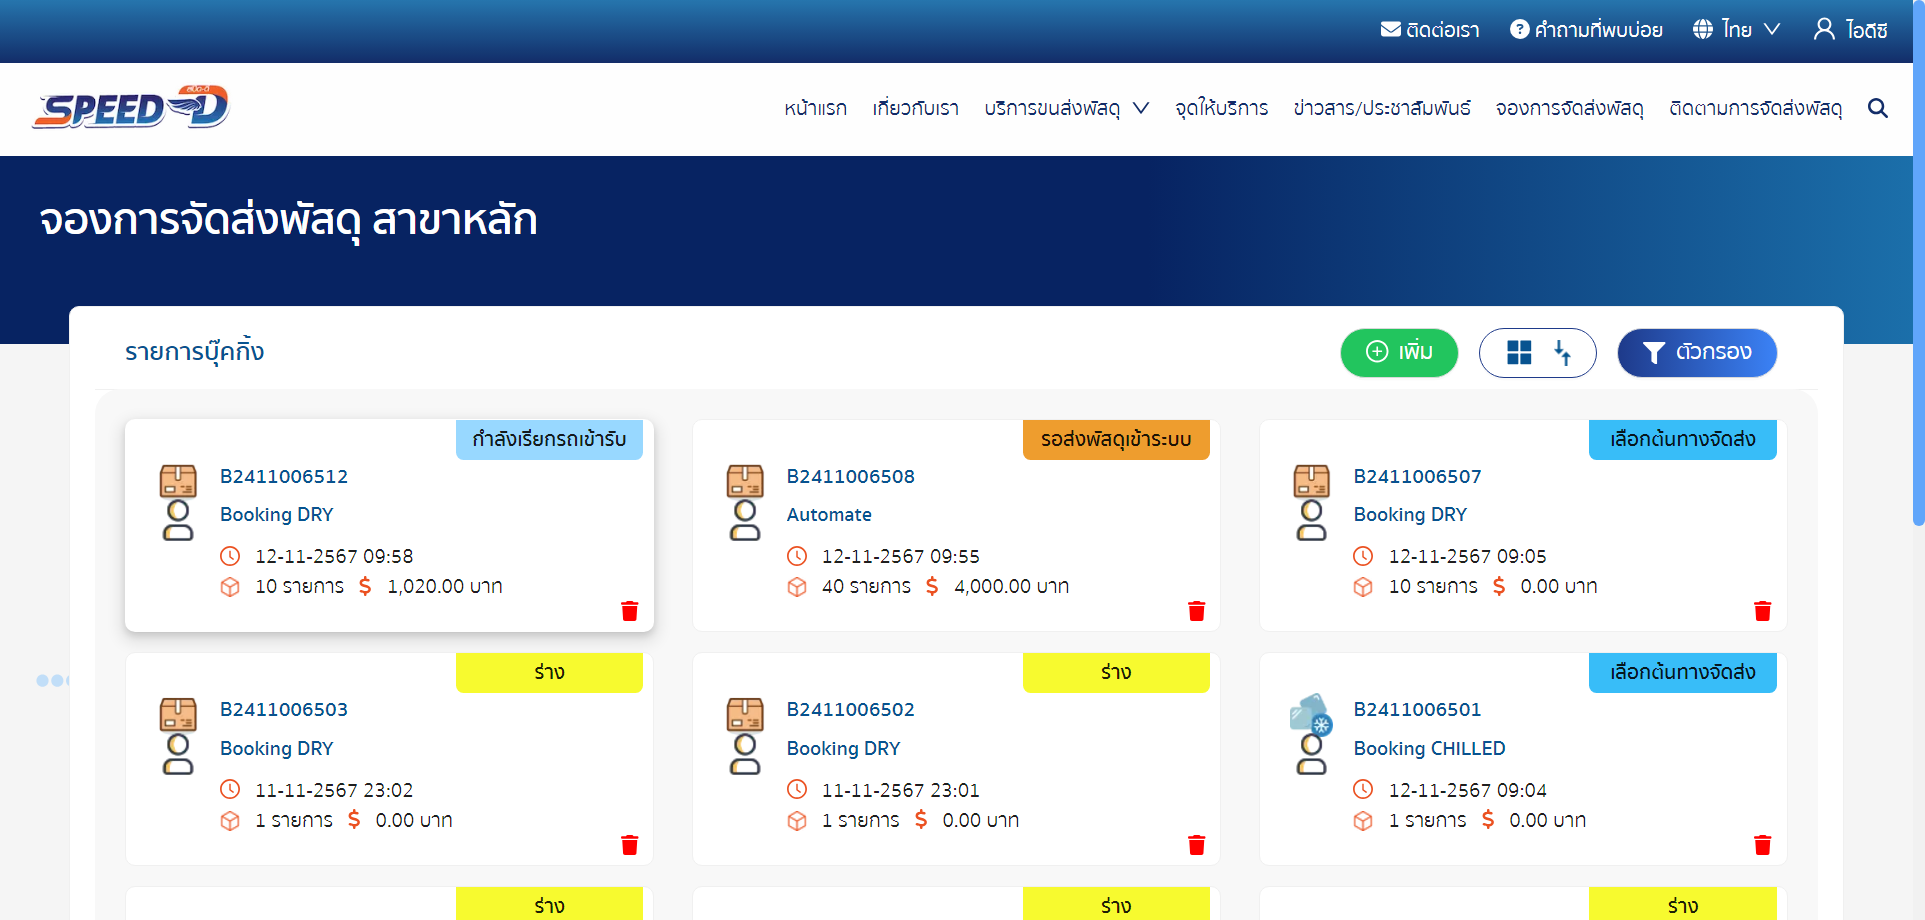 ติดต่อเรา คำถามที่พบบ่อย ไทย ไอดีซี
สปีด-ดี
SPEED D
หน้าแรก เกี่ยวกับเรา บริการขนส่งพัสดุ จุดให้บริการ ข่าวสาร/ประชาสัมพันธ์ จองการจัดส่งพัสดุ ติดตามการจัดส่งพัสดุ
จองการจัดส่งพัสดุ สาขาหลัก
รายการบุ๊คกิ้ง เพิ่ม ตัวกรอง
กำลังเรียกรถเข้ารับ
B2411006512
Booking DRY
12-11-2567 09:58
10 รายการ $ 1,020.00 บาท
รอส่งพัสดุเข้าระบบ
B2411006508
Automate
12-11-2567 09:55
40 รายการ $ 4,000.00 บาท
เลือกต้นทางจัดส่ง
B2411006507
Booking DRY
12-11-2567 09:05
10 รายการ $ 0.00 บาท
ร่าง
B2411006503
Booking DRY
11-11-2567 23:02
1 รายการ $ 0.00 บาท
ร่าง
B2411006502
Booking DRY
11-11-2567 23:01
1 รายการ $ 0.00 บาท
เลือกต้นทางจัดส่ง
B2411006501
Booking CHILLED
12-11-2567 09:04
1 รายการ $ 0.00 บาท
ร่าง
ร่าง
ร่าง